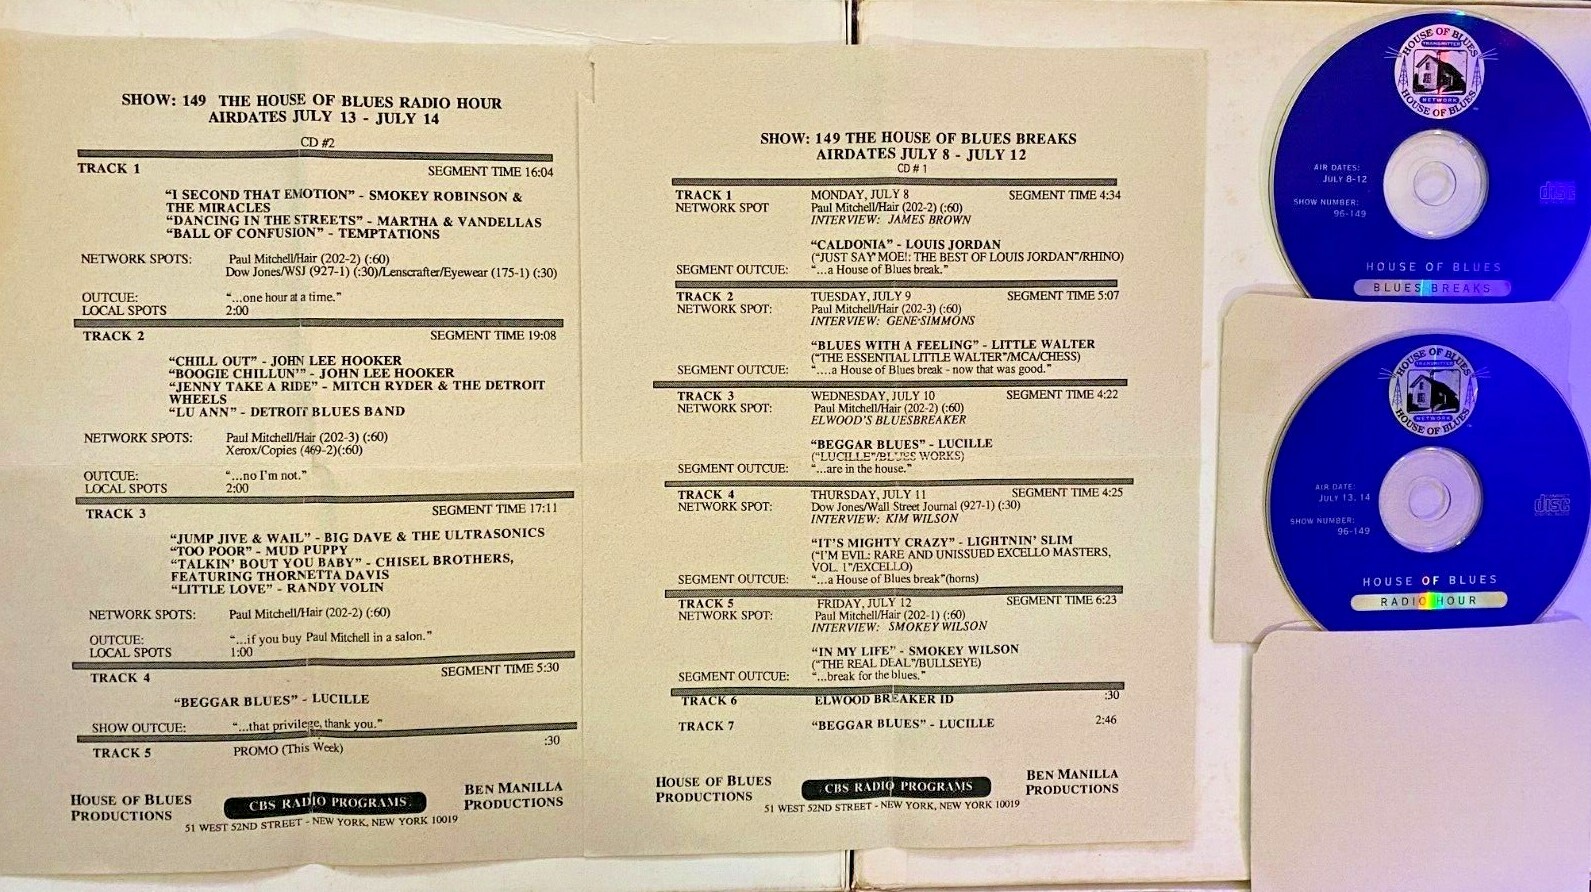 SHOW: 149 THE HOUSE OF BLUES RADIO HOUR
AIRDATES JULY 13 - JULY 14
CD #2
TRACK 1 SEGMENT TIME 16:04
“I SECOND THAT EMOTION” - SMOKEY ROBINSON &
THE MIRACLES
“DANCING IN THE STREETS” - MARTHA & VANDELLAS
“BALL OF CONFUSION” - TEMPTATIONS
NETWORK SPOTS: Paul Mitchell/Hair (202-2) (:60)
Dow Jones/WSJ (927-1) (:30)/Lenscrafter/Eyewear (175-1) (:30)
OUTCUE: “...one hour at a time.”
LOCAL SPOTS 2:00
TRACK 2 SEGMENT TIME 19:08
“CHILL OUT” - JOHN LEE HOOKER
“BOOGIE CHILLUN’” - JOHN LEE HOOKER
“JENNY TAKE A RIDE” - MITCH RYDER & THE DETROIT
WHEELS
“LU ANN” - DETROIT BLUES BAND
NETWORK SPOTS: Paul Mitchell/Hair (202-3) (:60)
Xerox/Copies (469-2)(:60)
OUTCUE: “...no I'm not.”
LOCAL SPOTS 2:00
TRACK 3 SEGMENT TIME 17:11
“JUMP JIVE & WAIL” - BIG DAVE & THE ULTRASONICS
“TOO POOR” - MUD PUPPY
“TALKIN' BOUT YOU BABY” - CHISEL BROTHERS,
FEATURING THORNETTA DAVIS
“LITTLE LOVE” - RANDY VOLIN
NETWORK SPOTS: Paul Mitchell/Hair (202-2) (:60)
OUTCUE: “...if you buy Paul Mitchell in a salon.”
LOCAL SPOTS 1:00
TRACK 4 SEGMENT TIME 5:30
“BEGGAR BLUES” - LUCILLE
SHOW OUTCUE: “...that privilege, thank you.”
TRACK 5 PROMO (This Week) :30
HOUSE OF BLUES
PRODUCTIONS
CBS RADIO PROGRAMS
BEN MANILLA
PRODUCTIONS
51 WEST 52ND STREET - NEW YORK, NEW YORK 10019
SHOW: 149 THE HOUSE OF BLUES BREAKS
AIRDATES JULY 8 - JULY 12
CD # 1
TRACK 1 MONDAY, JULY 8 SEGMENT TIME 4:34
NETWORK SPOT Paul Mitchell/Hair (202-2) (:60)
INTERVIEW: JAMES BROWN
“CALDONIA” - LOUIS JORDAN
(“JUST SAY MOE!: THE BEST OF LOUIS JORDAN”/RHINO)
SEGMENT OUTCUE: “...a House of Blues break.”
TRACK 2 TUESDAY, JULY 9 SEGMENT TIME 5:07
NETWORK SPOT: Paul Mitchell/Hair (202-3) (:60)
INTERVIEW: GENE SIMMONS
“BLUES WITH A FEELING” - LITTLE WALTER
(“THE ESSENTIAL LITTLE WALTER”/MCA/CHESS)
SEGMENT OUTCUE: “....a House of Blues break - now that was good.”
TRACK 3 WEDNESDAY, JULY 10 SEGMENT TIME 4:22
NETWORK SPOT: Paul Mitchell/Hair (202-2) (:60)
ELWOOD'S BLUESBREAKER
“BEGGAR BLUES” - LUCILLE
(“LUCILLE”/BLUES WORKS)
SEGMENT OUTCUE: “...are in the house.”
TRACK 4 THURSDAY, JULY 11 SEGMENT TIME 4:25
NETWORK SPOT: Dow Jones/Wall Street Journal (927-1) (:30)
INTERVIEW: KIM WILSON
“IT'S MIGHTY CRAZY” - LIGHTNIN' SLIM
(“I'M EVIL: RARE AND UNISSUED EXCELLO MASTERS,
VOL. 1”/EXCELLO)
SEGMENT OUTCUE: “...a House of Blues break”(horns)
TRACK 5 FRIDAY, JULY 12 SEGMENT TIME 6:23
NETWORK SPOT: Paul Mitchell/Hair (202-1) (:60)
INTERVIEW: SMOKEY WILSON
“IN MY LIFE” - SMOKEY WILSON
(“THE REAL DEAL”/BULLSEYE)
SEGMENT OUTCUE: “...break for the blues.”
TRACK 6 ELWOOD BREAKER ID :30
TRACK 7 “BEGGAR BLUES” - LUCILLE 2:46
HOUSE OF BLUES
PRODUCTIONS
CBS RADIO PROGRAMS
BEN MANILLA
PRODUCTIONS
51 WEST 52ND STREET - NEW YORK, NEW YORK 10019
HOUSE OF BLUES
TRANSMITTER
NETWORK
HOUSE OF BLUES
AIR DATES:
JULY 8-12
SHOW NUMBER:
96-149
disc
HOUSE OF BLUES
BLUES BREAKS
HOUSE OF BLUES
TRANSMITTER
NETWORK
HOUSE OF BLUES
AIR DATE:
JULY 13, 14
SHOW NUMBER:
96-149
disc
HOUSE OF BLUES
RADIO HOUR